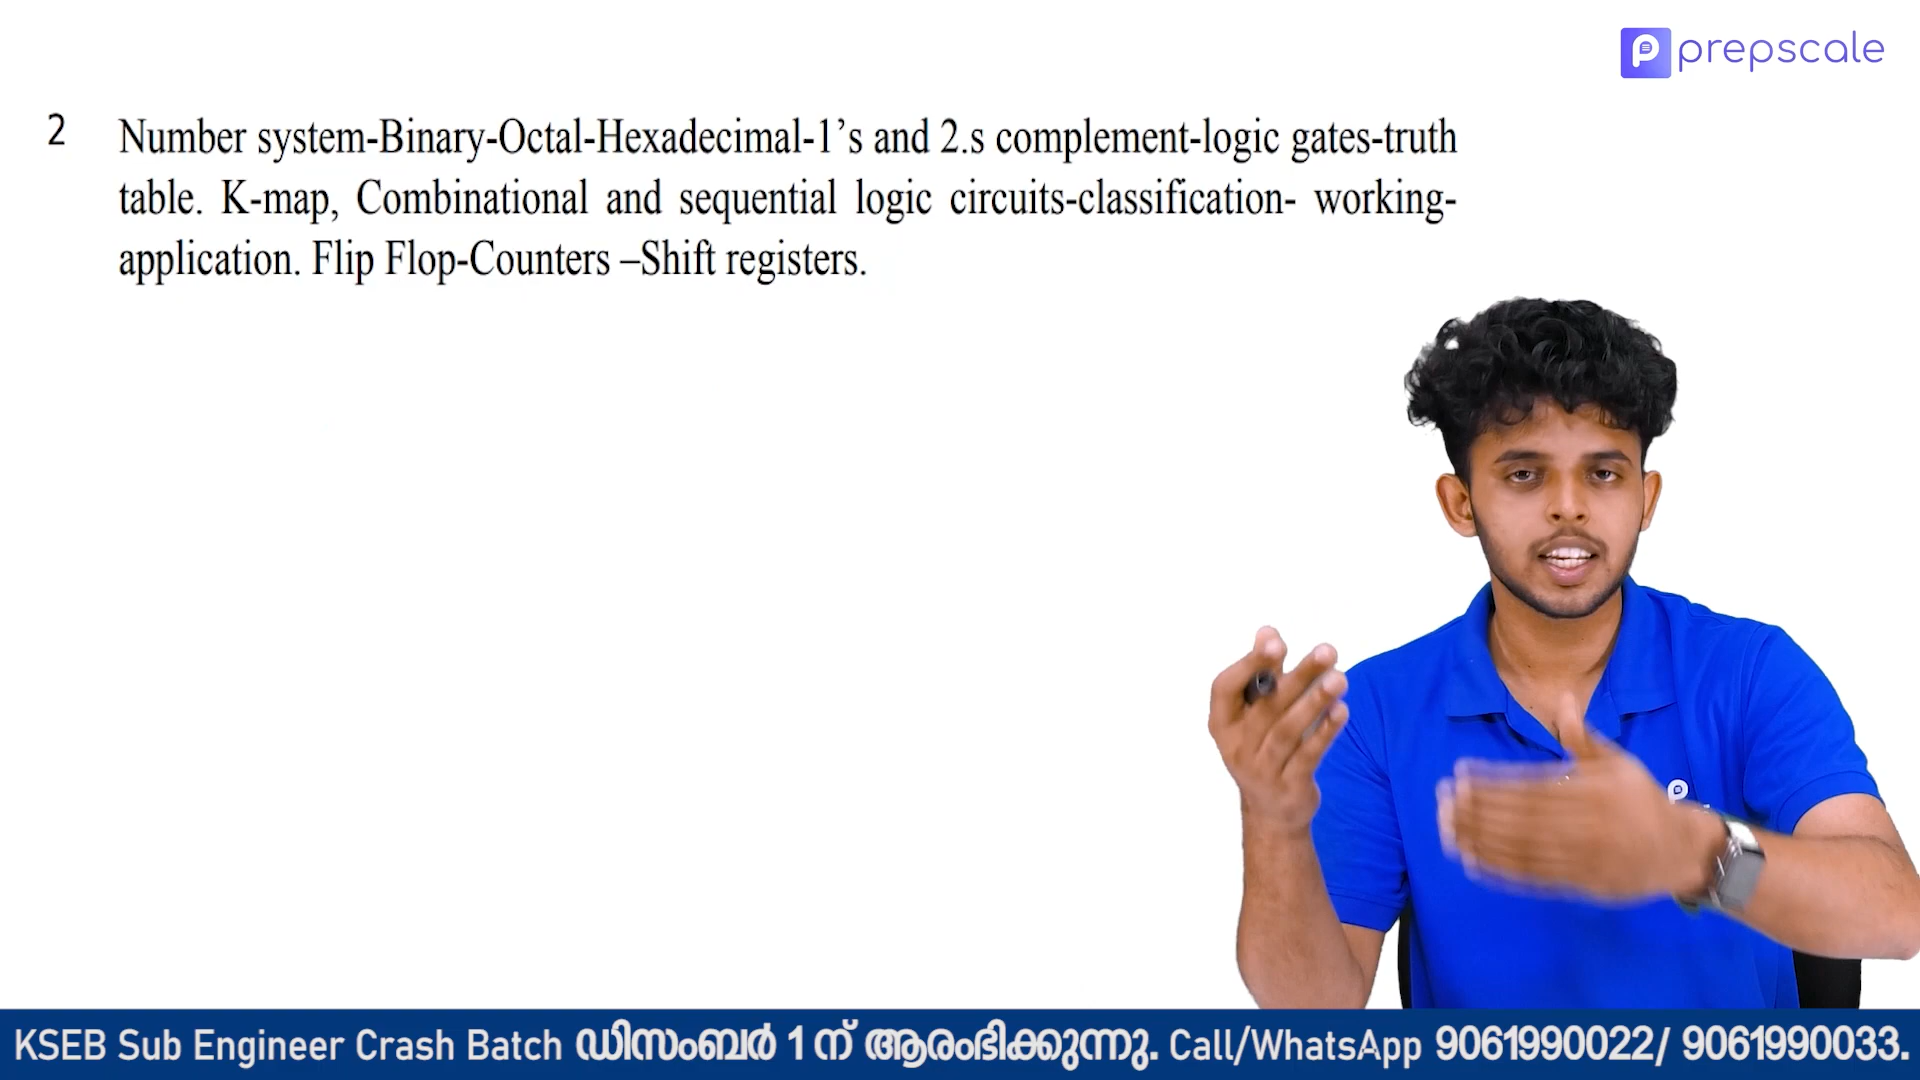 prepscale
2 Number system-Binary-Octal-Hexadecimal-1’s and 2.s complement-logic gates-truth
table. K-map, Combinational and sequential logic circuits-classification- working-
application. Flip Flop-Counters –Shift registers.
KSEB Sub Engineer Crash Batch ഡിസംബർ 1 ന് ആരംഭിക്കുന്നു. Call/WhatsApp 9061990022/ 9061990033.